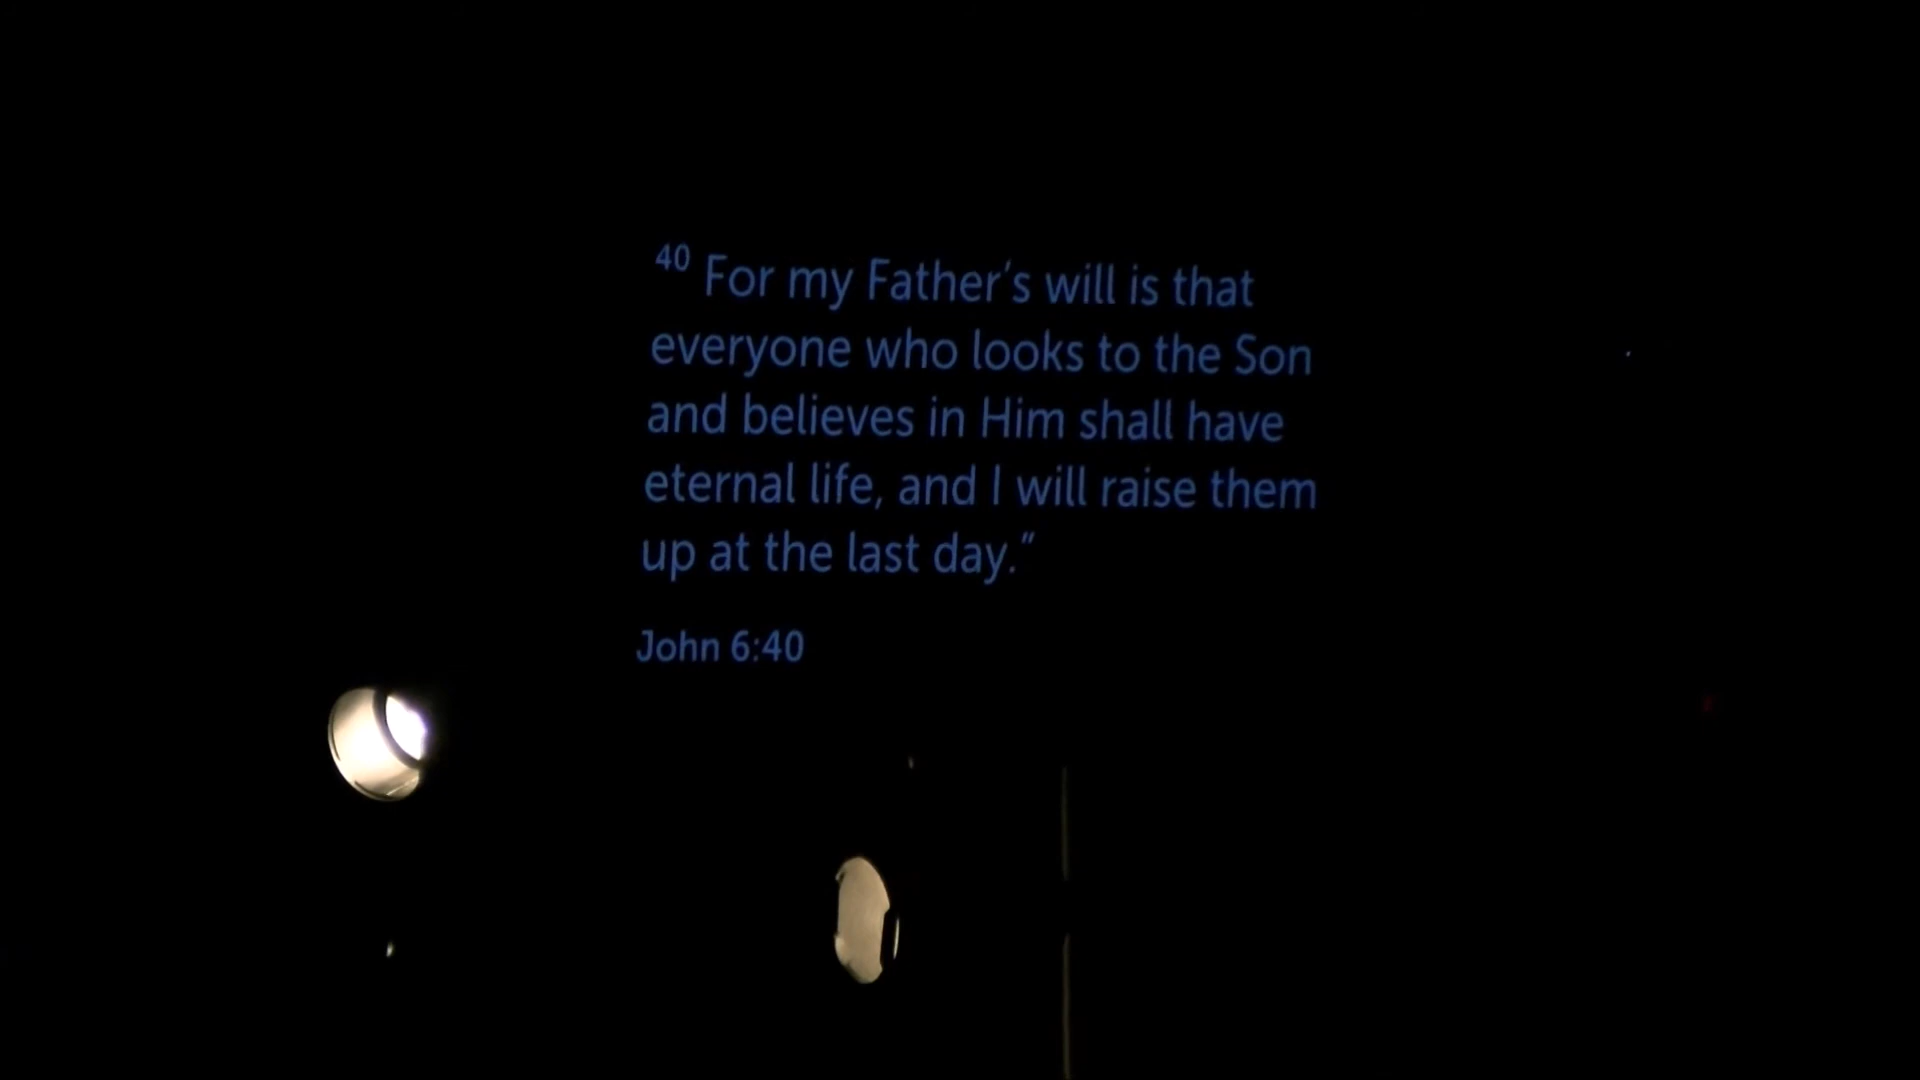 40 For my Father's will is that
everyone who looks to the Son
and believes in Him shall have
eternal life, and I will raise them
up at the last day."
John 6:40